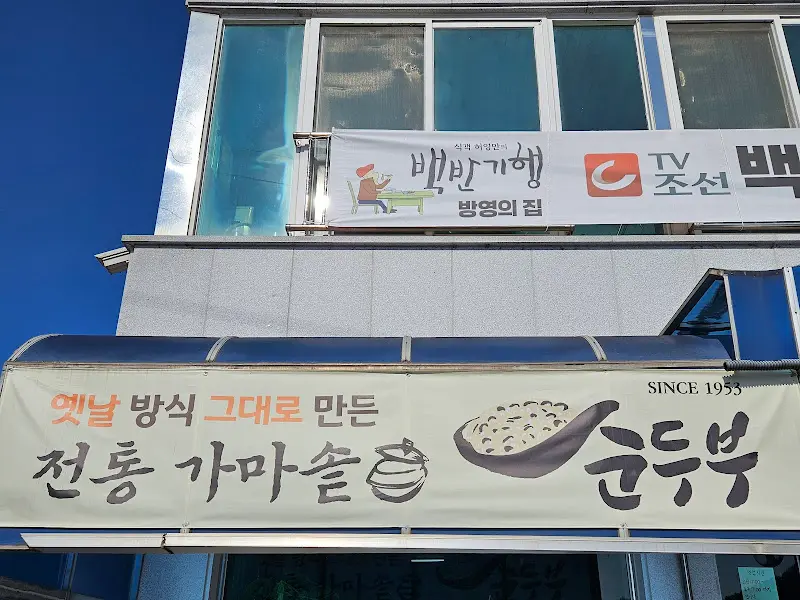 식객 허영만의
백반기행
방영의 집
TV
조선
백
SINCE 1953
옛날 방식 그대로 만든
전통 가마솥
순두부